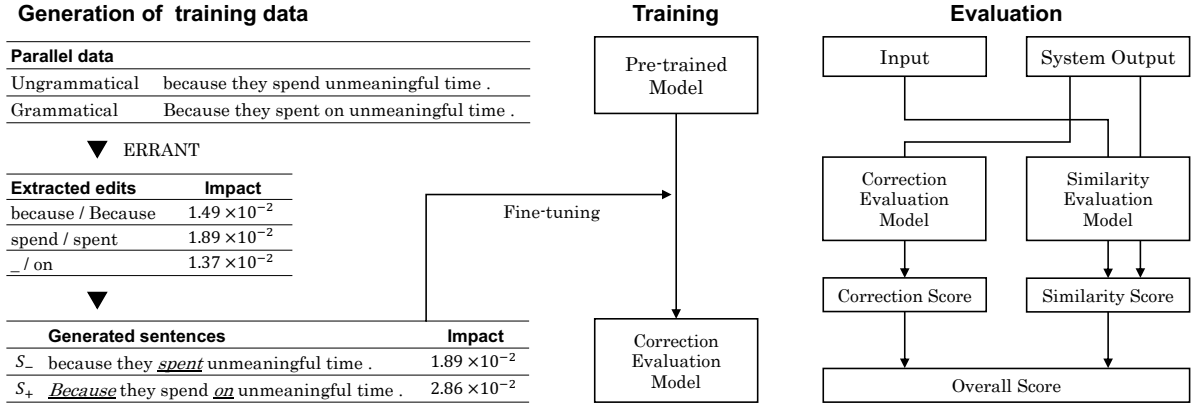 Generation of training data
Parallel data
Ungrammatical because they spend unmeaningful time .
Grammatical Because they spent on unmeaningful time .
▼ ERRANT
Extracted edits Impact
because / Because 1.49 ×10⁻²
spend / spent 1.89 ×10⁻²
_ / on 1.37 ×10⁻²
▼
Generated sentences Impact
S₋ because they spent unmeaningful time . 1.89 ×10⁻²
S₊ Because they spend on unmeaningful time . 2.86 ×10⁻²
Training
Pre-trained
Model
Fine-tuning
Correction
Evaluation
Model
Evaluation
Input
System Output
Correction
Evaluation
Model
Similarity
Evaluation
Model
Correction Score
Similarity Score
Overall Score